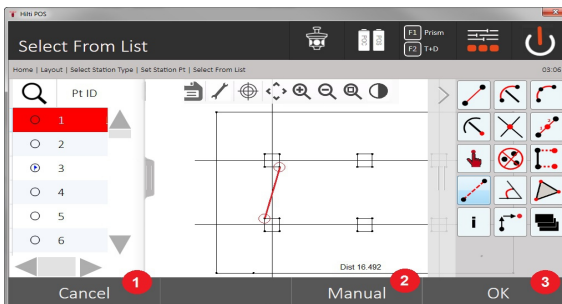 Hilti POS
Select From List
F1 Prism
F2 T+D
POC
POS
Home | Layout | Select Station Type | Set Station Pt | Select From List
03:06
Pt ID
1
2
3
4
5
6
Dist 16.492
i
1
2
3
Cancel
Manual
OK